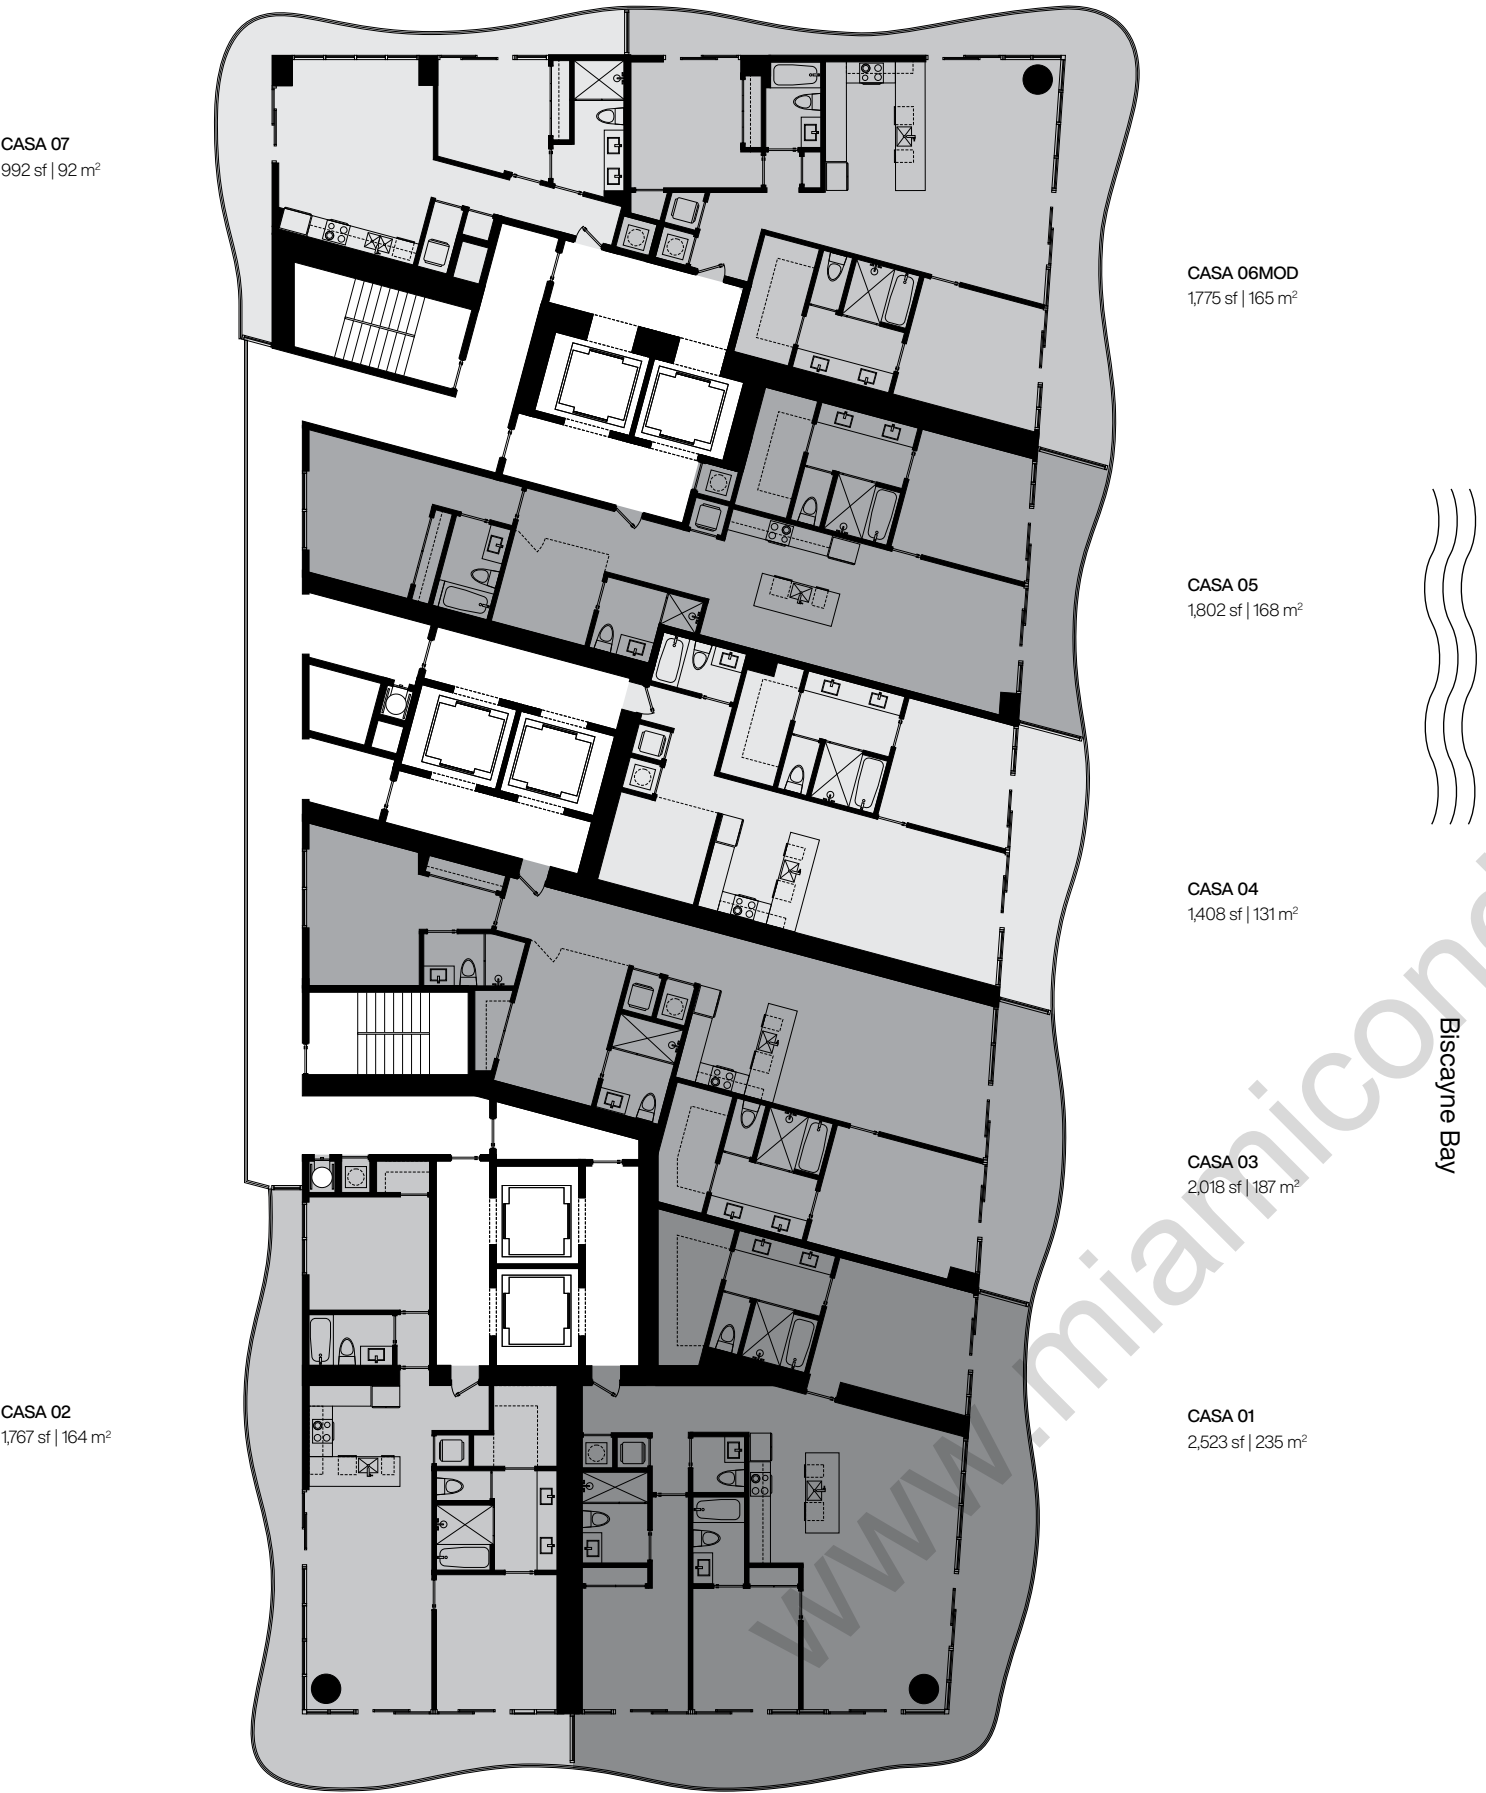 CASA 07
992 sf | 92 m²
CASA 06MOD
1,775 sf | 165 m²
CASA 05
1,802 sf | 168 m²
CASA 04
1,408 sf | 131 m²
Biscayne Bay
CASA 03
2,018 sf | 187 m²
CASA 02
1,767 sf | 164 m²
CASA 01
2,523 sf | 235 m²
www.miamicond